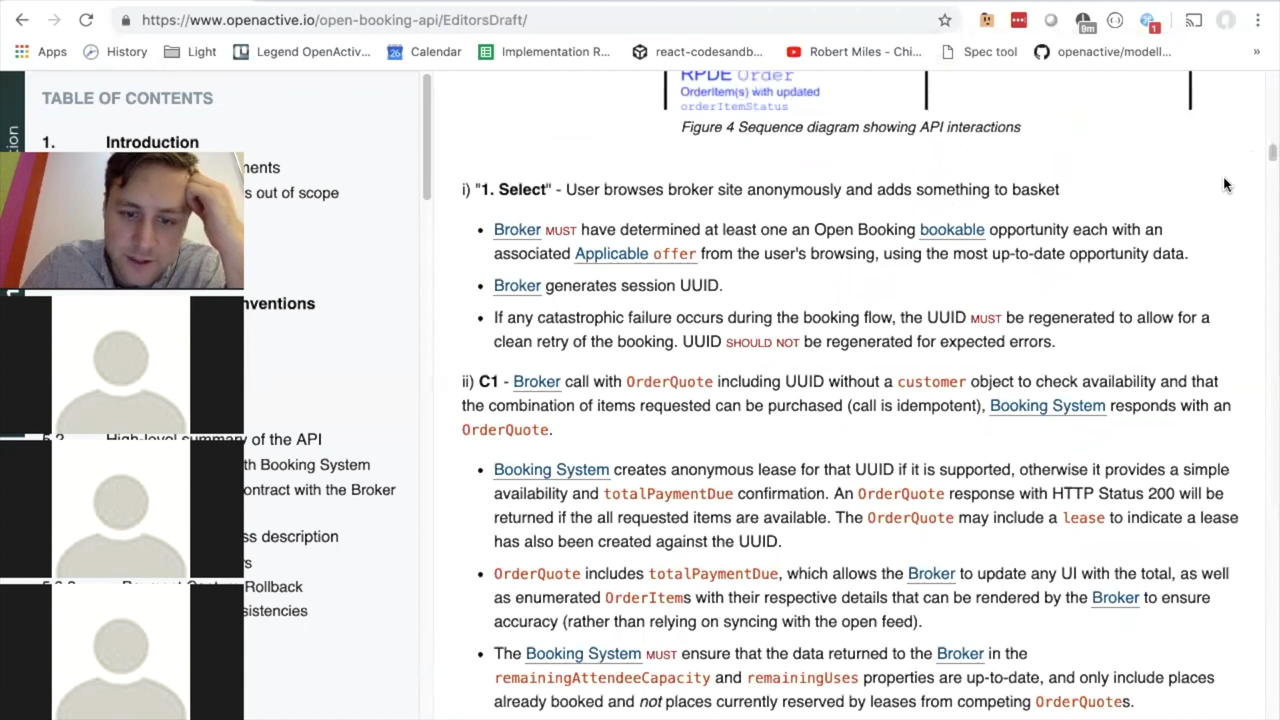 https://www.openactive.io/open-booking-api/EditorsDraft/
9m
1
Apps
History
Light
Legend OpenActiv...
26
Calendar
Implementation R...
react-codesandb...
Robert Miles - Chi...
Spec tool
openactive/modell...
»
TABLE OF CONTENTS
1. Introduction
ments
s out of scope
nventions
5.2 High-level summary of the API
th Booking System
ontract with the Broker
ss description
rs
Rollback
sistencies
RPDE Order
OrderItem(s) with updated
orderItemStatus
Figure 4 Sequence diagram showing API interactions
i) "1. Select" - User browses broker site anonymously and adds something to basket
• Broker MUST have determined at least one an Open Booking bookable opportunity each with an
associated Applicable offer from the user's browsing, using the most up-to-date opportunity data.
• Broker generates session UUID.
• If any catastrophic failure occurs during the booking flow, the UUID MUST be regenerated to allow for a
clean retry of the booking. UUID SHOULD NOT be regenerated for expected errors.
ii) C1 - Broker call with OrderQuote including UUID without a customer object to check availability and that
the combination of items requested can be purchased (call is idempotent), Booking System responds with an
OrderQuote.
• Booking System creates anonymous lease for that UUID if it is supported, otherwise it provides a simple
availability and totalPaymentDue confirmation. An OrderQuote response with HTTP Status 200 will be
returned if the all requested items are available. The OrderQuote may include a lease to indicate a lease
has also been created against the UUID.
• OrderQuote includes totalPaymentDue, which allows the Broker to update any UI with the total, as well
as enumerated OrderItems with their respective details that can be rendered by the Broker to ensure
accuracy (rather than relying on syncing with the open feed).
• The Booking System MUST ensure that the data returned to the Broker in the
remainingAttendeeCapacity and remainingUses properties are up-to-date, and only include places
already booked and not places currently reserved by leases from competing OrderQuotes.